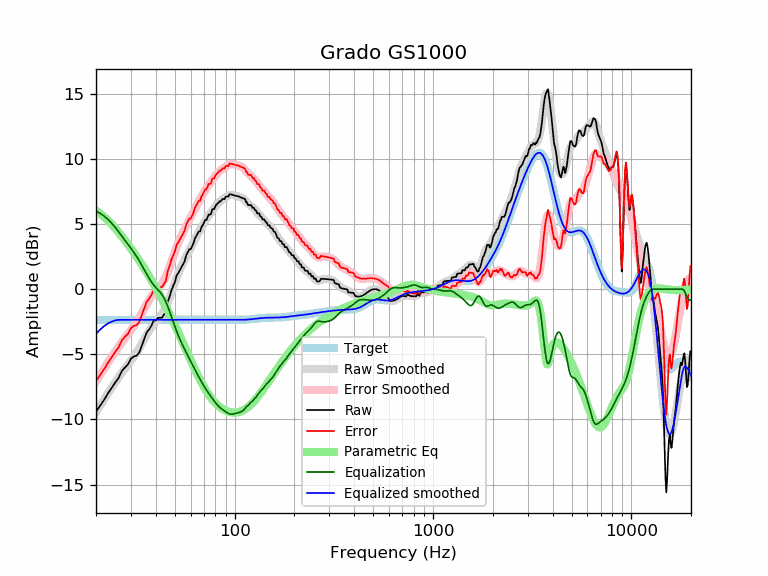 Grado GS1000
Amplitude (dBr)
15
10
5
0
−5
−10
−15
Target
Raw Smoothed
Error Smoothed
Raw
Error
Parametric Eq
Equalization
Equalized smoothed
100
1000
10000
Frequency (Hz)